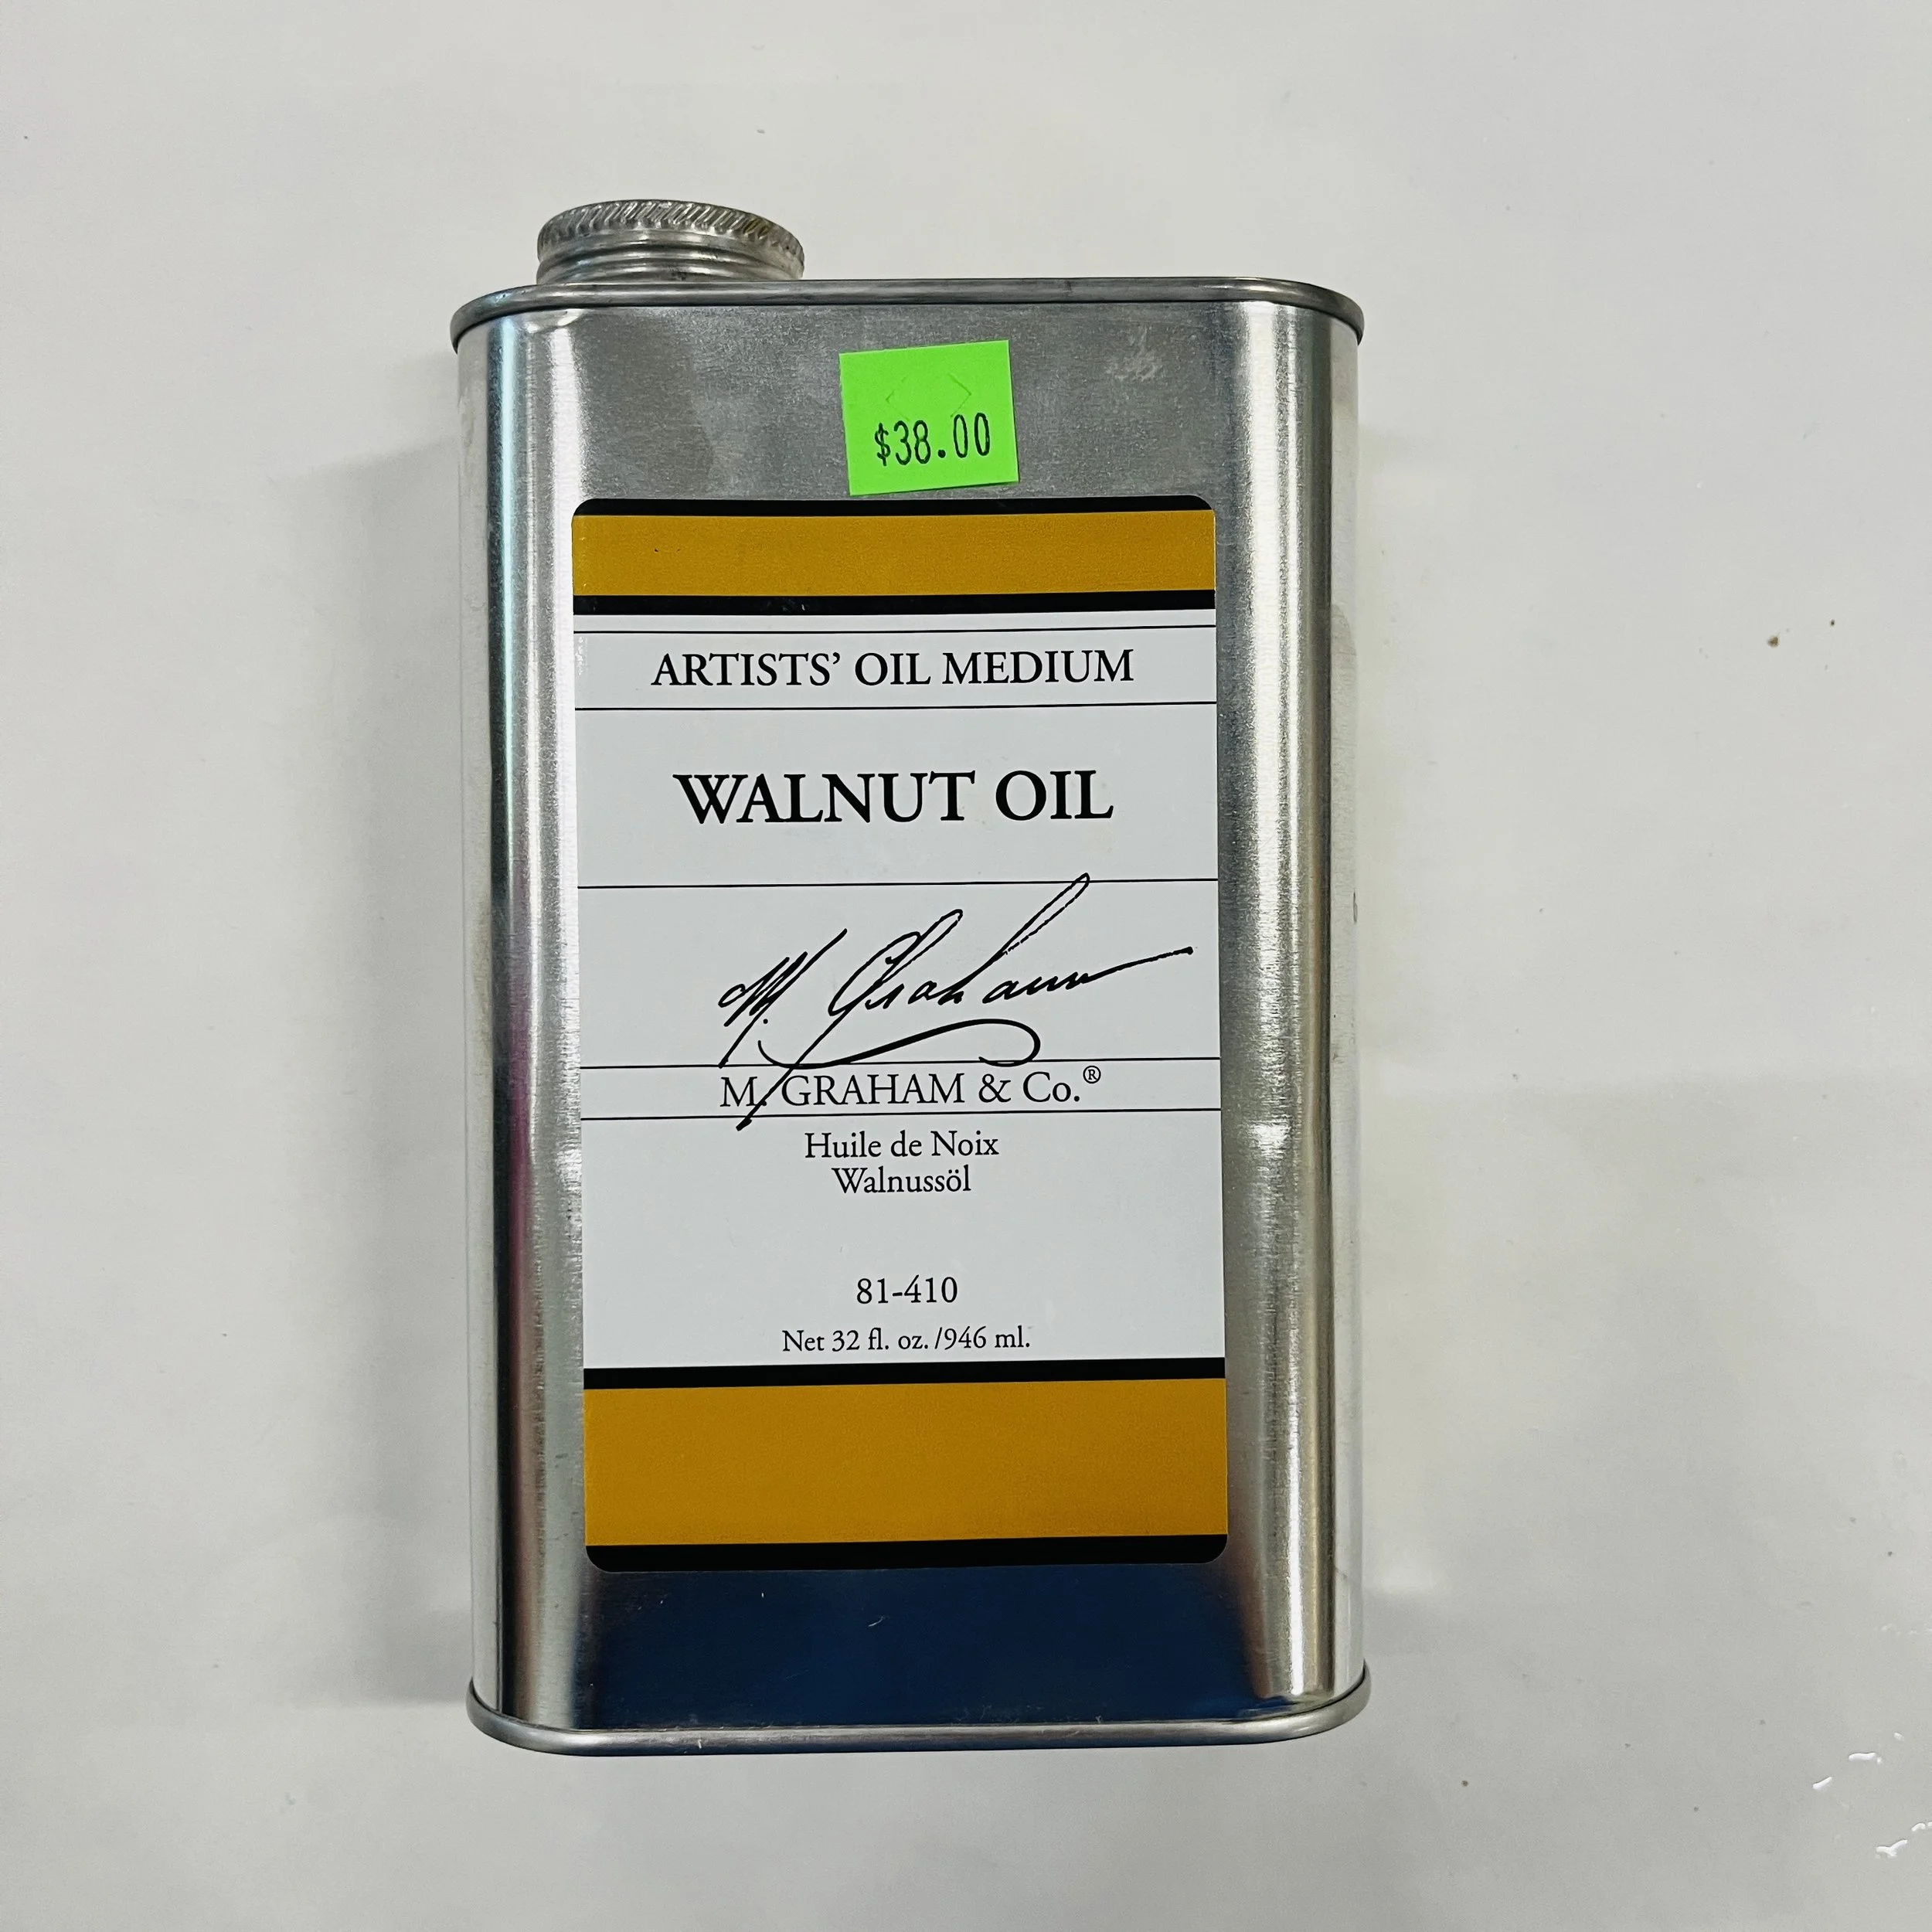 $38.00
ARTISTS’ OIL MEDIUM
WALNUT OIL
M. Graham
M. GRAHAM & Co.®
Huile de Noix
Walnussöl
81-410
Net 32 fl. oz./946 ml.